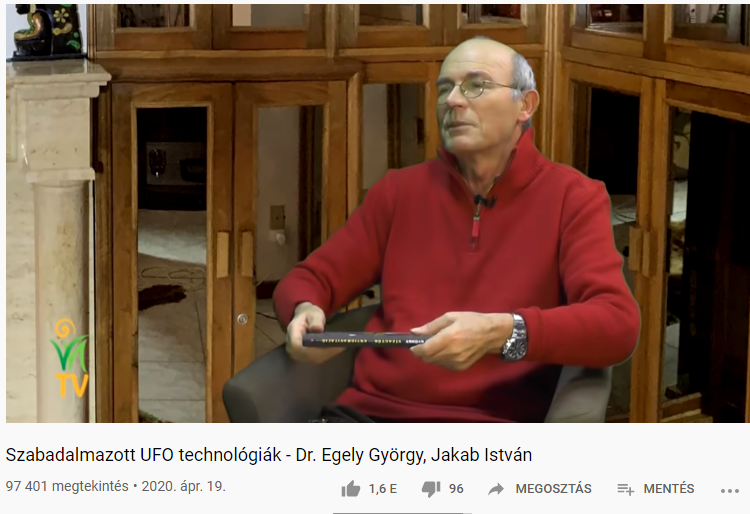 TV
Szabadalmazott UFO technológiák - Dr. Egely György, Jakab István
97 401 megtekintés • 2020. ápr. 19.
1,6 E
96
MEGOSZTÁS
MENTÉS